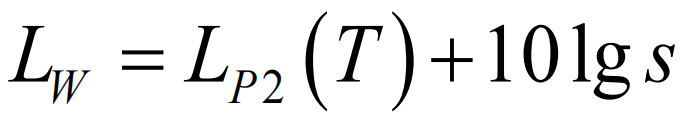 L_W = L_{P2} (T) + 10 lg s